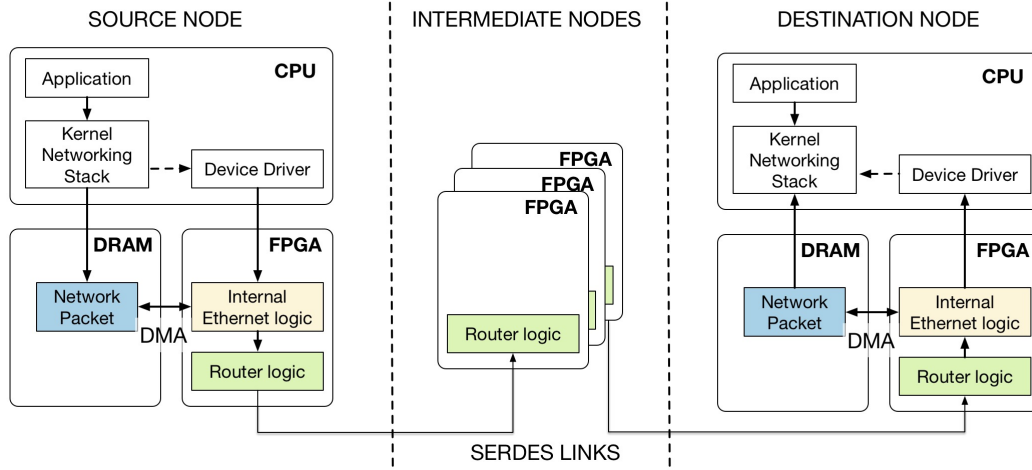 SOURCE NODE
INTERMEDIATE NODES
DESTINATION NODE
CPU
Application
Kernel
Networking
Stack
Device Driver
DRAM
FPGA
Network
Packet
DMA
Internal
Ethernet logic
Router logic
FPGA
FPGA
FPGA
Router logic
SERDES LINKS
CPU
Application
Kernel
Networking
Stack
Device Driver
DRAM
FPGA
Network
Packet
DMA
Internal
Ethernet logic
Router logic